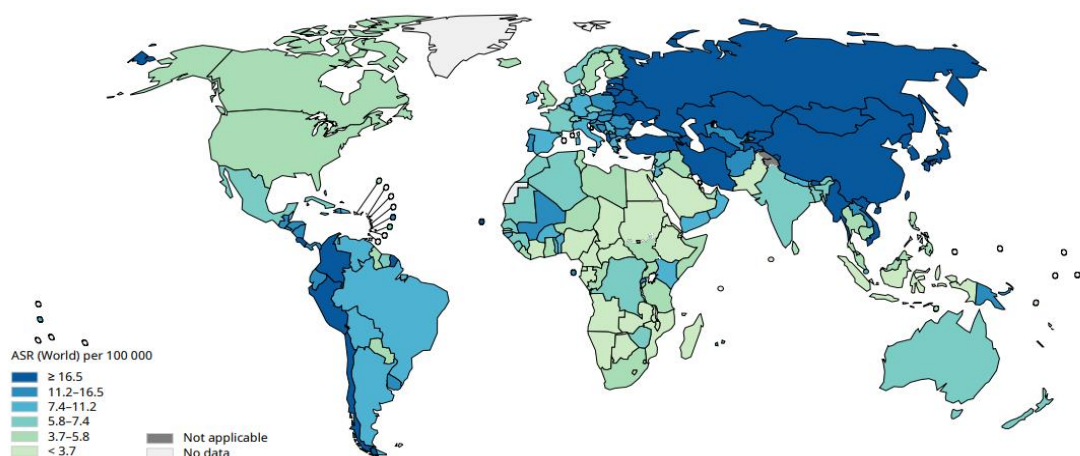 ASR (World) per 100 000
≥ 16.5
11.2–16.5
7.4–11.2
5.8–7.4
3.7–5.8
< 3.7
Not applicable
No data